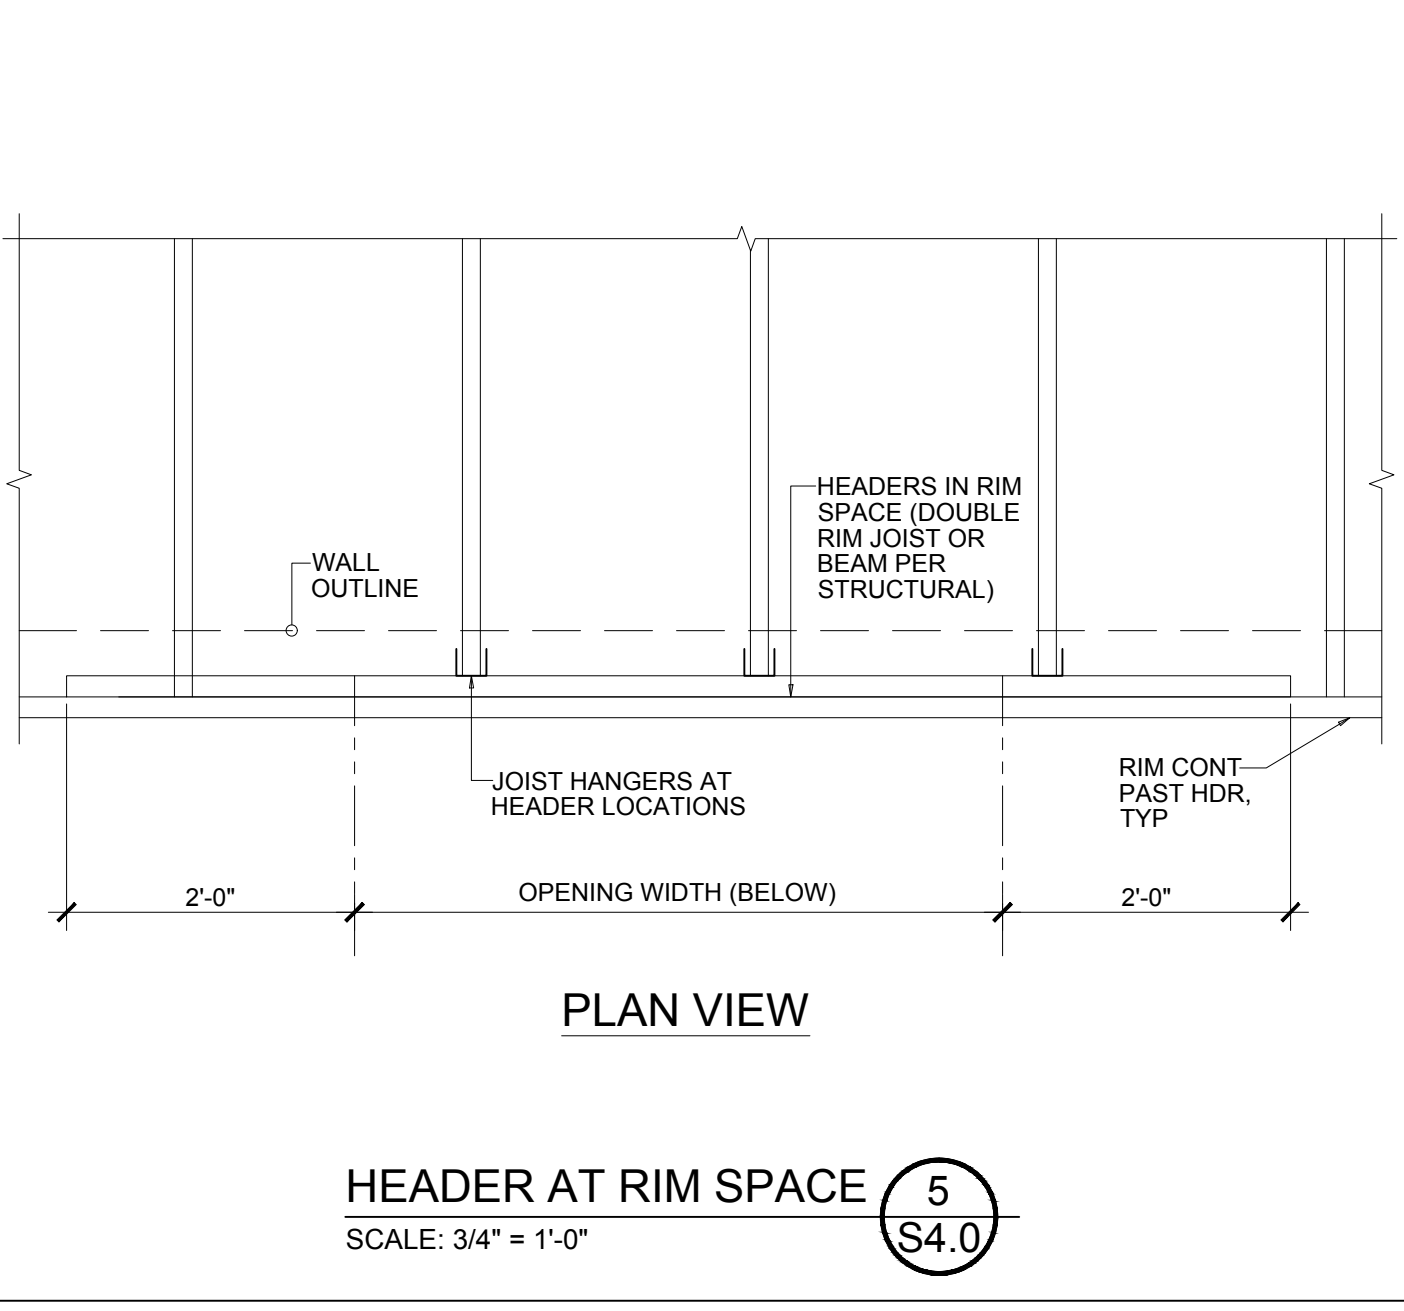 HEADERS IN RIM
SPACE (DOUBLE
RIM JOIST OR
BEAM PER
STRUCTURAL)
WALL
OUTLINE
JOIST HANGERS AT
HEADER LOCATIONS
RIM CONT
PAST HDR,
TYP
2'-0"
OPENING WIDTH (BELOW)
2'-0"
PLAN VIEW
HEADER AT RIM SPACE
SCALE: 3/4" = 1'-0"
5
S4.0